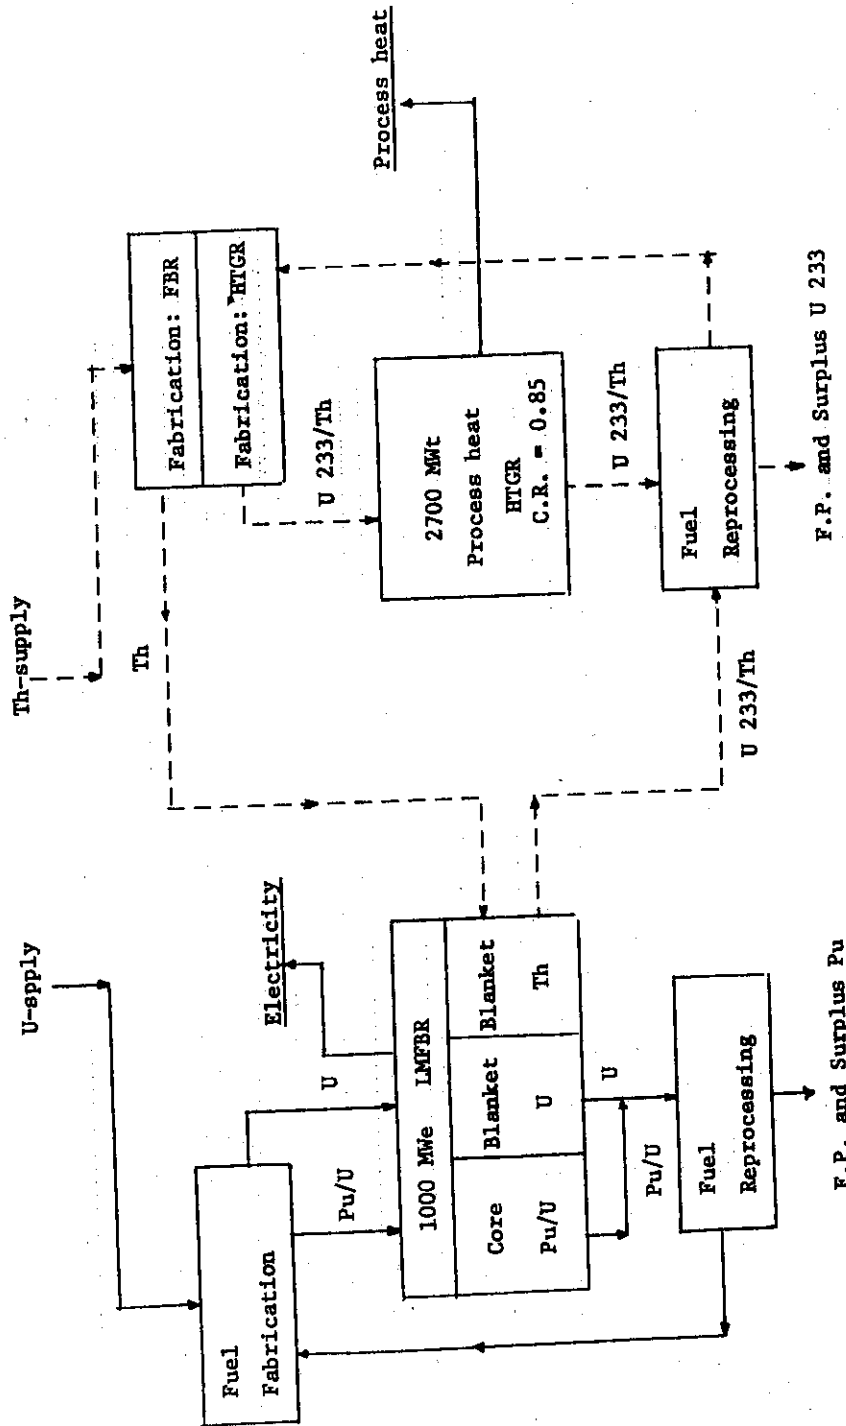 U-spply
Th-supply
Fuel
Fabrication
Pu/U
U
Electricity
1000 MWe LMFBR
Core
Pu/U
Blanket
U
Blanket
Th
Pu/U
U
Fuel
Reprocessing
F.P. and Surplus Pu
Th
Fabrication: FBR
Fabrication: HTGR
U 233/Th
Process heat
2700 MWt
Process heat
HTGR
C.R. = 0.85
U 233/Th
U 233/Th
Fuel
Reprocessing
F.P. and Surplus U 233